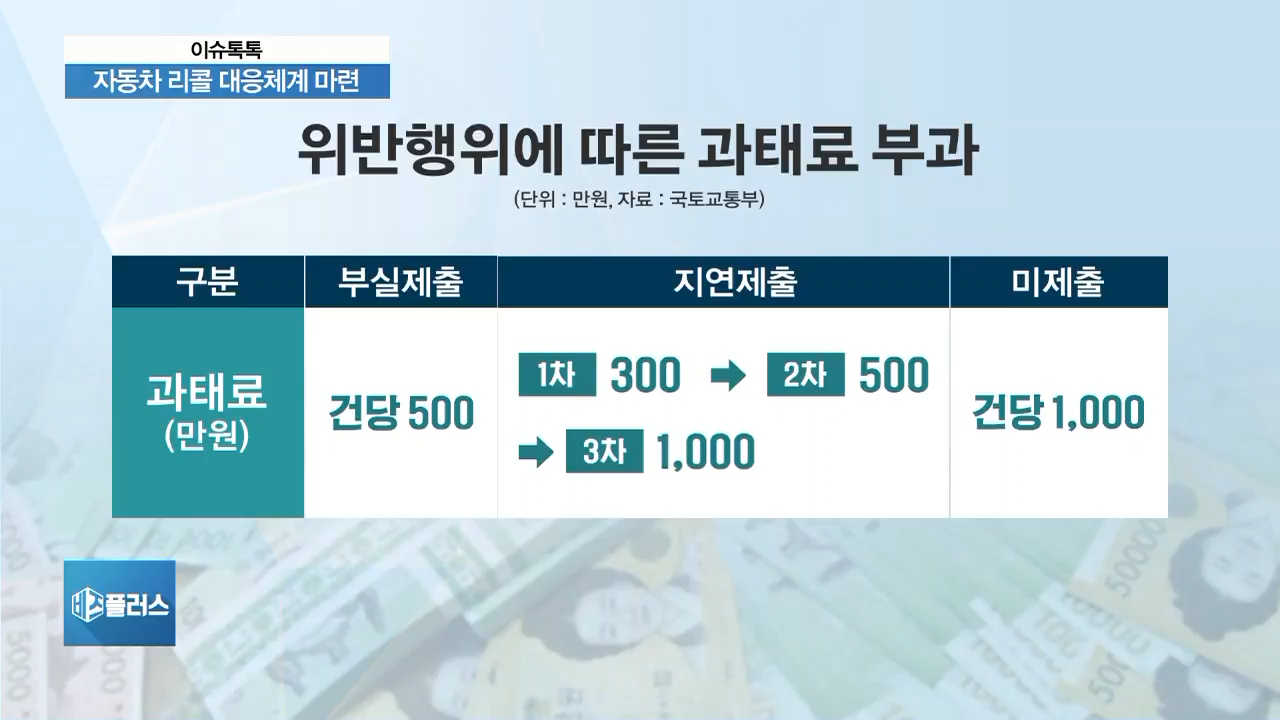 이슈톡톡
자동차 리콜 대응체계 마련
위반행위에 따른 과태료 부과
(단위 : 만원, 자료 : 국토교통부)
구분 부실제출 지연제출 미제출
과태료
(만원)
건당 500
1차 300 ➡ 2차 500
➡ 3차 1,000
건당 1,000
비즈플러스
50000